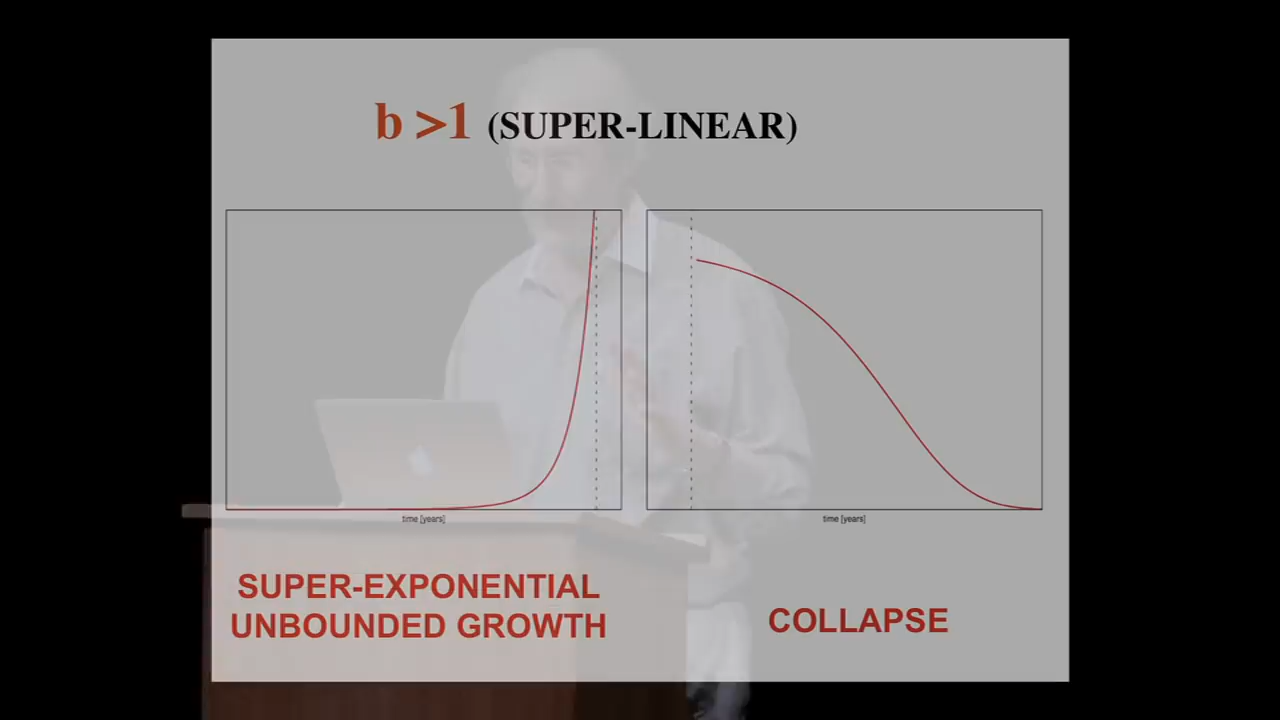 b >1 (SUPER-LINEAR)
time [years]
time [years]
SUPER-EXPONENTIAL
UNBOUNDED GROWTH
COLLAPSE